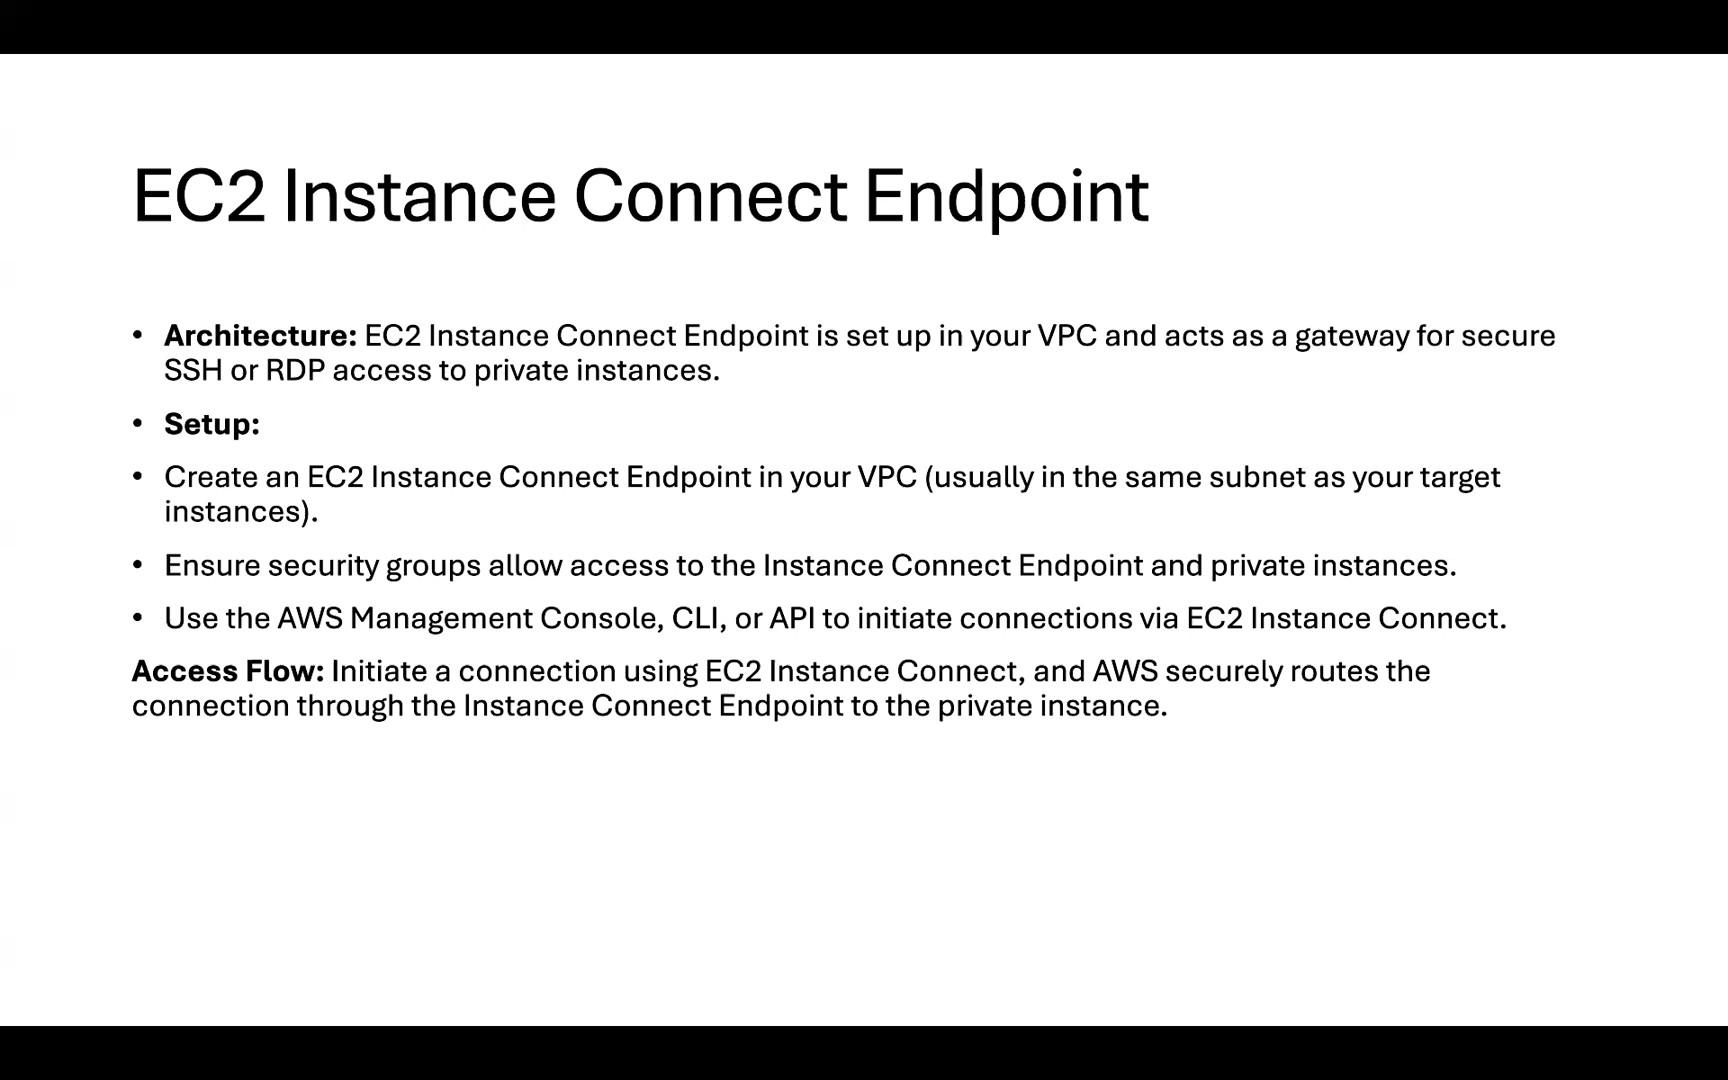 EC2 Instance Connect Endpoint
• Architecture: EC2 Instance Connect Endpoint is set up in your VPC and acts as a gateway for secure
SSH or RDP access to private instances.
• Setup:
• Create an EC2 Instance Connect Endpoint in your VPC (usually in the same subnet as your target
instances).
• Ensure security groups allow access to the Instance Connect Endpoint and private instances.
• Use the AWS Management Console, CLI, or API to initiate connections via EC2 Instance Connect.
Access Flow: Initiate a connection using EC2 Instance Connect, and AWS securely routes the
connection through the Instance Connect Endpoint to the private instance.